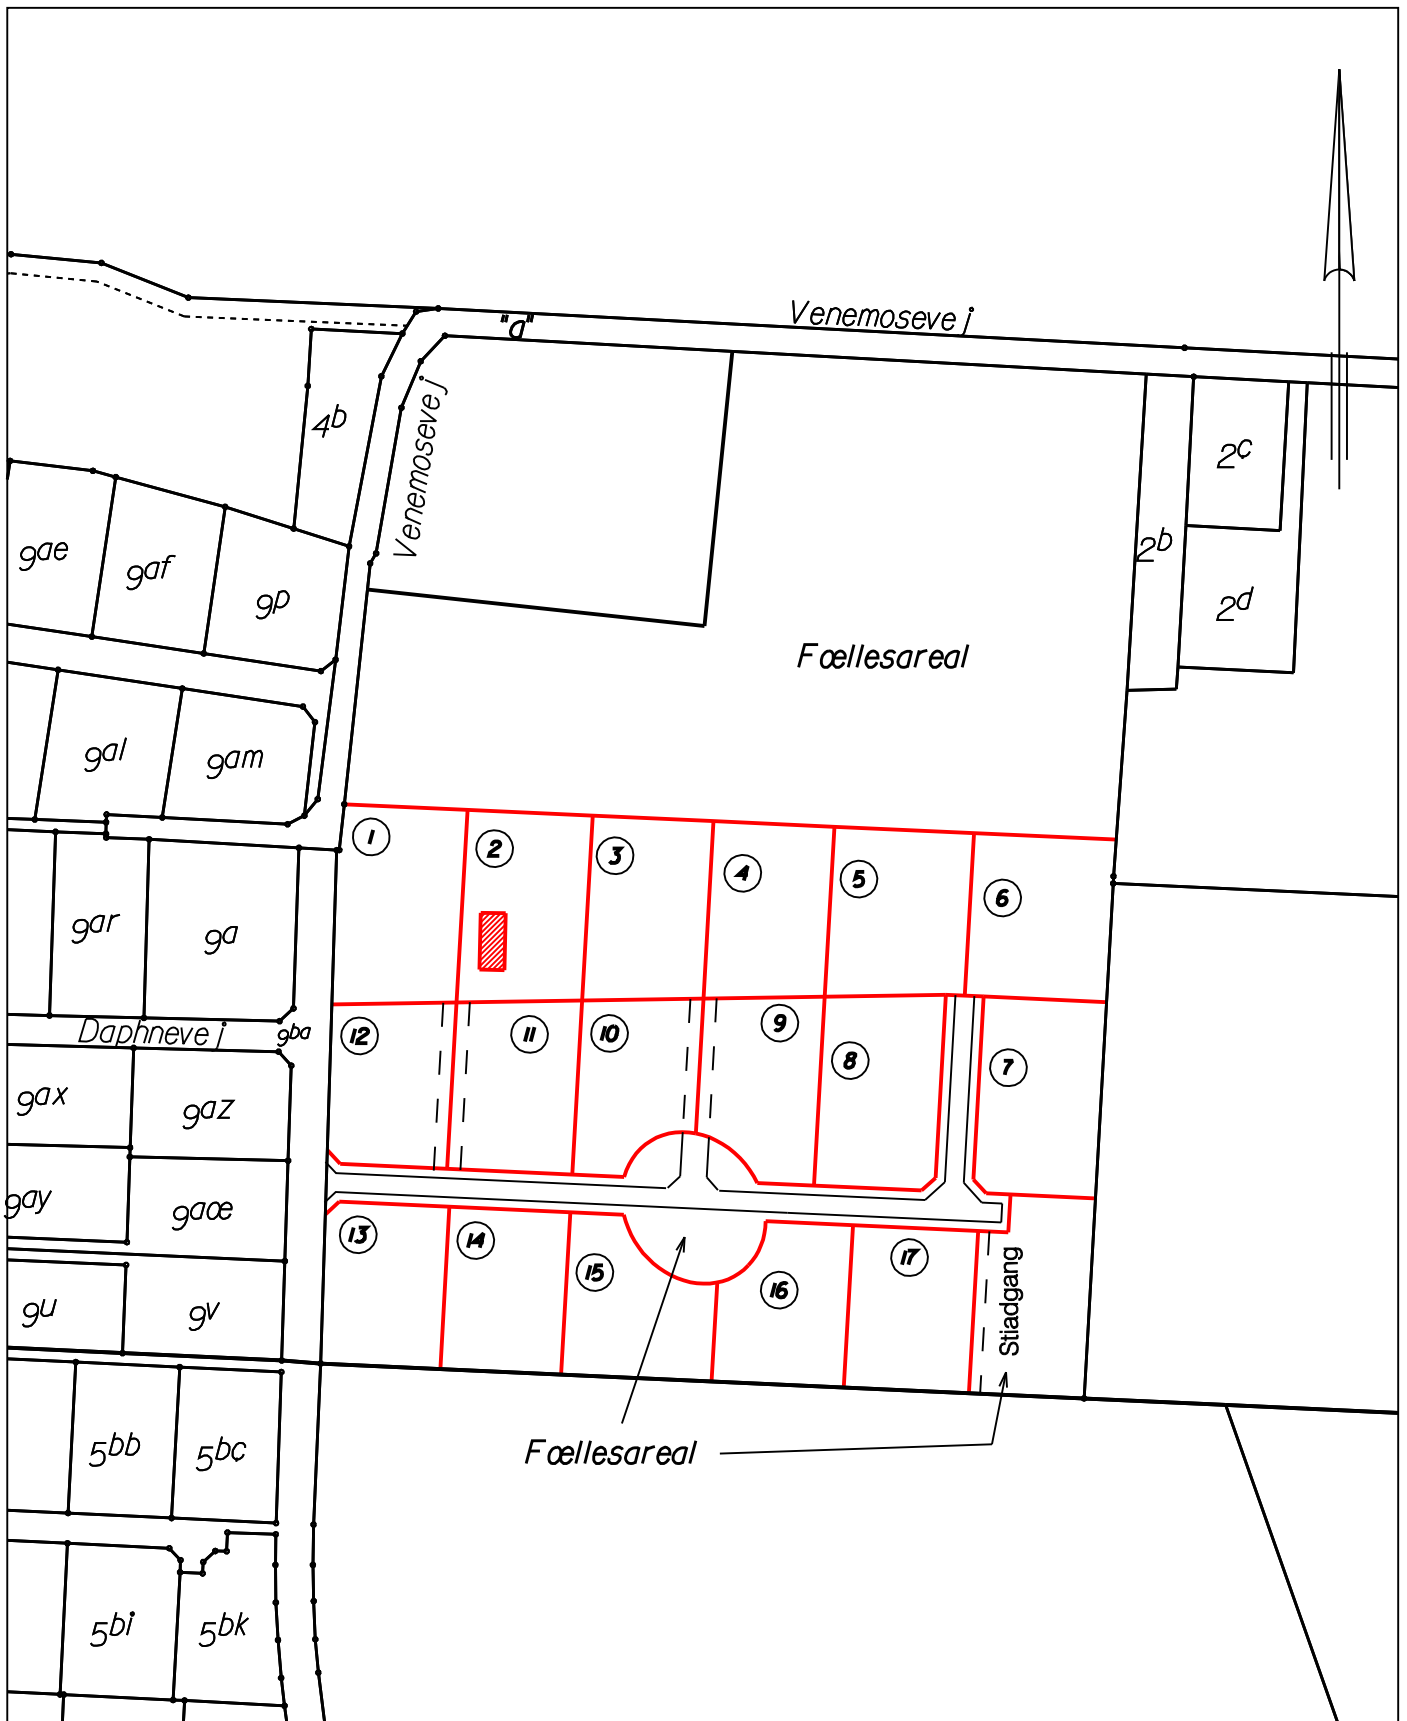 "a"
Venemosevej
4b
Venemosevej
2c
2b
2d
9ae
9af
9p
Fællesareal
9al
9am
1
2
3
4
5
6
9ar
9a
Daphnevej
9ba
12
11
10
9
8
7
9ax
9az
9ay
9aæ
13
14
15
16
17
9u
9v
Stiadgang
Fællesareal
5bb
5bc
5bi
5bk